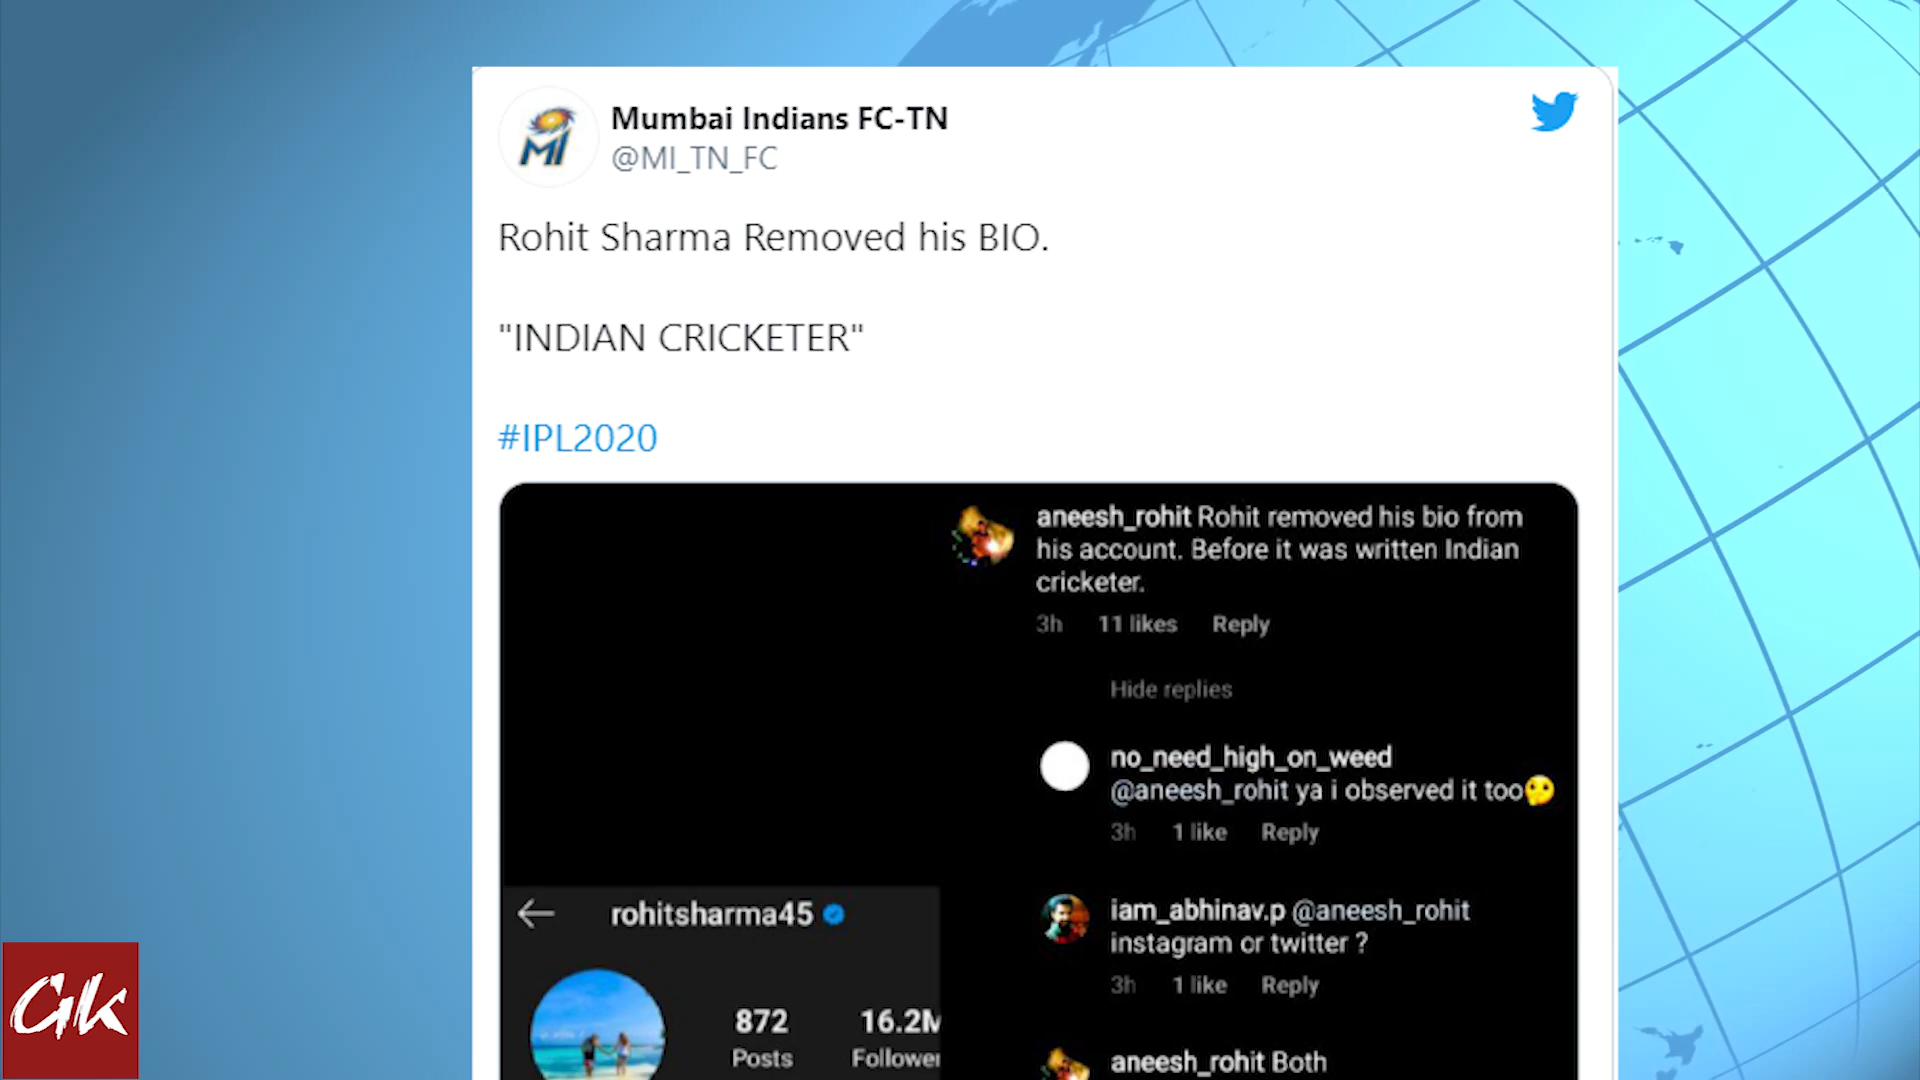 MI
Mumbai Indians FC-TN
@MI_TN_FC
Rohit Sharma Removed his BIO.
"INDIAN CRICKETER"
#IPL2020
aneesh_rohit Rohit removed his bio from
his account. Before it was written Indian
cricketer.
3h 11 likes Reply
Hide replies
no_need_high_on_weed
@aneesh_rohit ya i observed it too🤔
3h 1 like Reply
iam_abhinav.p @aneesh_rohit
instagram or twitter ?
3h 1 like Reply
aneesh_rohit Both
rohitsharma45
872 16.2M
Posts Follower
GK